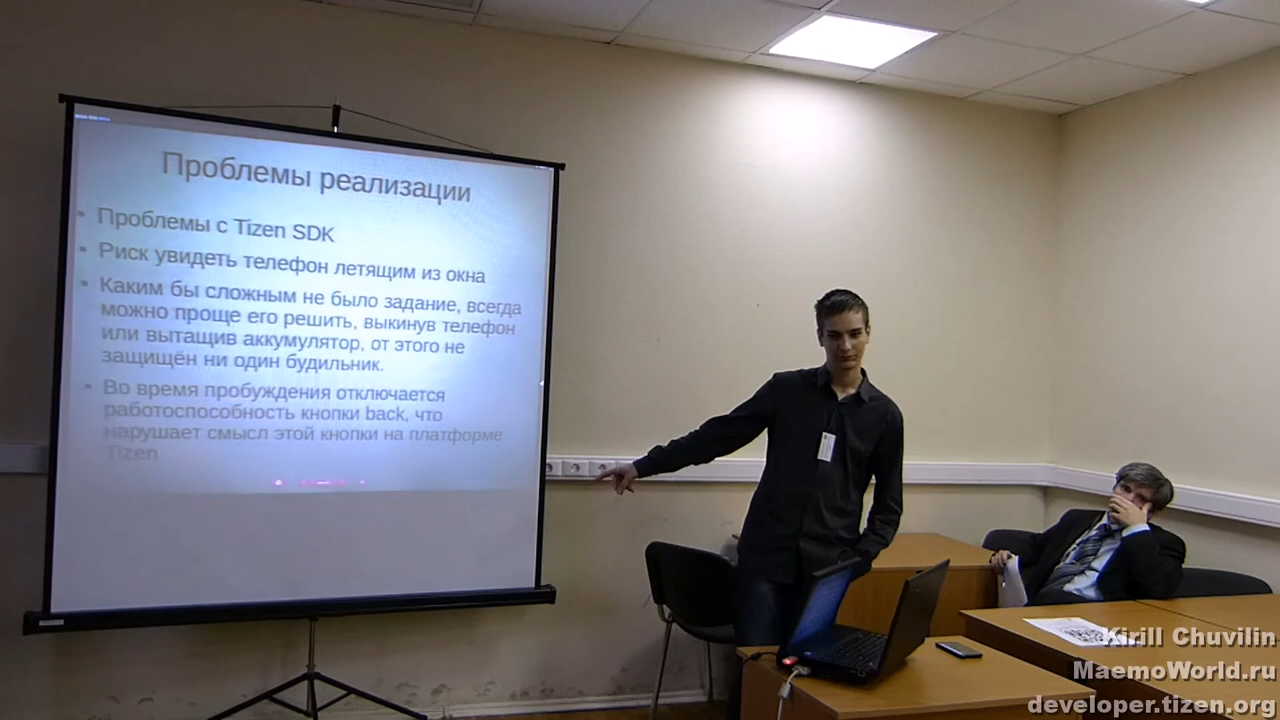 Проблемы реализации
Проблемы с Tizen SDK
Риск увидеть телефон летящим из окна
Каким бы сложным не было задание, всегда
можно проще его решить, выкинув телефон
или вытащив аккумулятор, от этого не
защищён ни один будильник.
Во время пробуждения отключается
работоспособность кнопки back, что
нарушает смысл этой кнопки на платформе
Tizen
Kirill Chuvilin
MaemoWorld.ru
developer.tizen.org